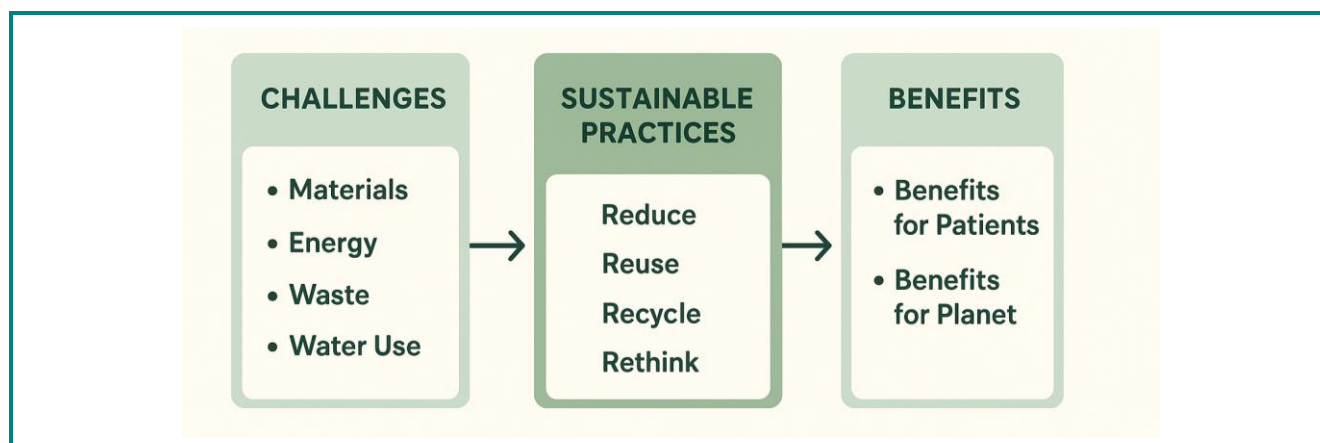 CHALLENGES
• Materials
• Energy
• Waste
• Water Use
SUSTAINABLE
PRACTICES
Reduce
Reuse
Recycle
Rethink
BENEFITS
• Benefits
for Patients
• Benefits
for Planet